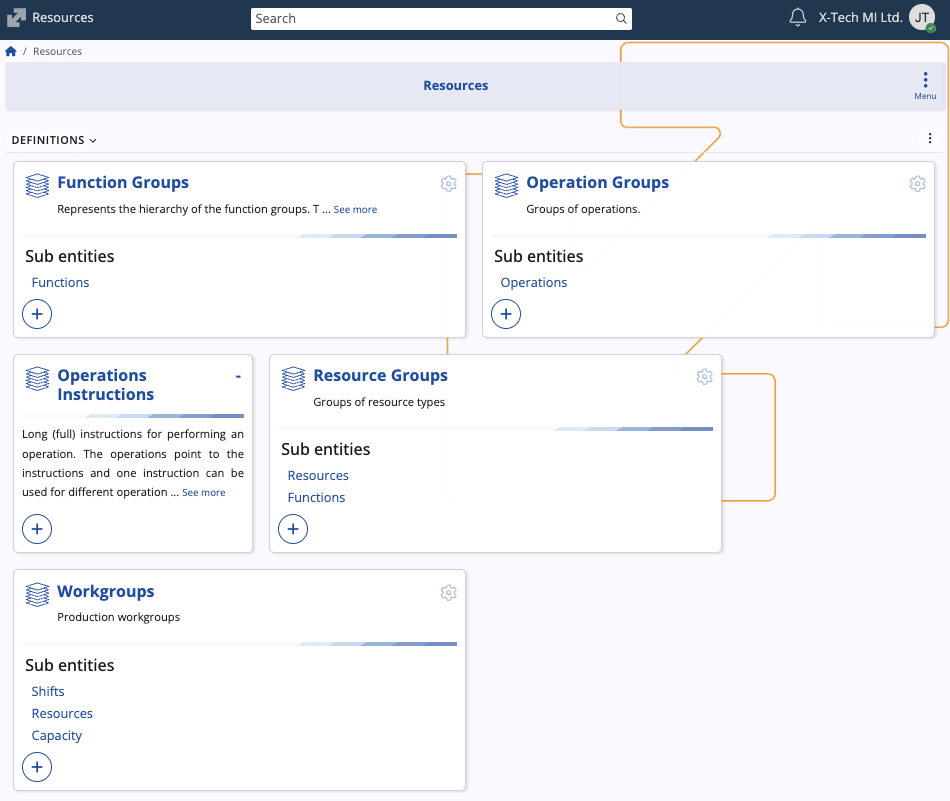 Resources
Search
X-Tech MI Ltd.
JT
/ Resources
Resources
Menu
DEFINITIONS
Function Groups
Represents the hierarchy of the function groups. T ... See more
Sub entities
Functions
+
Operation Groups
Groups of operations.
Sub entities
Operations
+
Operations -
Instructions
Long (full) instructions for performing an
operation. The operations point to the
instructions and one instruction can be
used for different operation ... See more
+
Resource Groups
Groups of resource types
Sub entities
Resources
Functions
+
Workgroups
Production workgroups
Sub entities
Shifts
Resources
Capacity
+